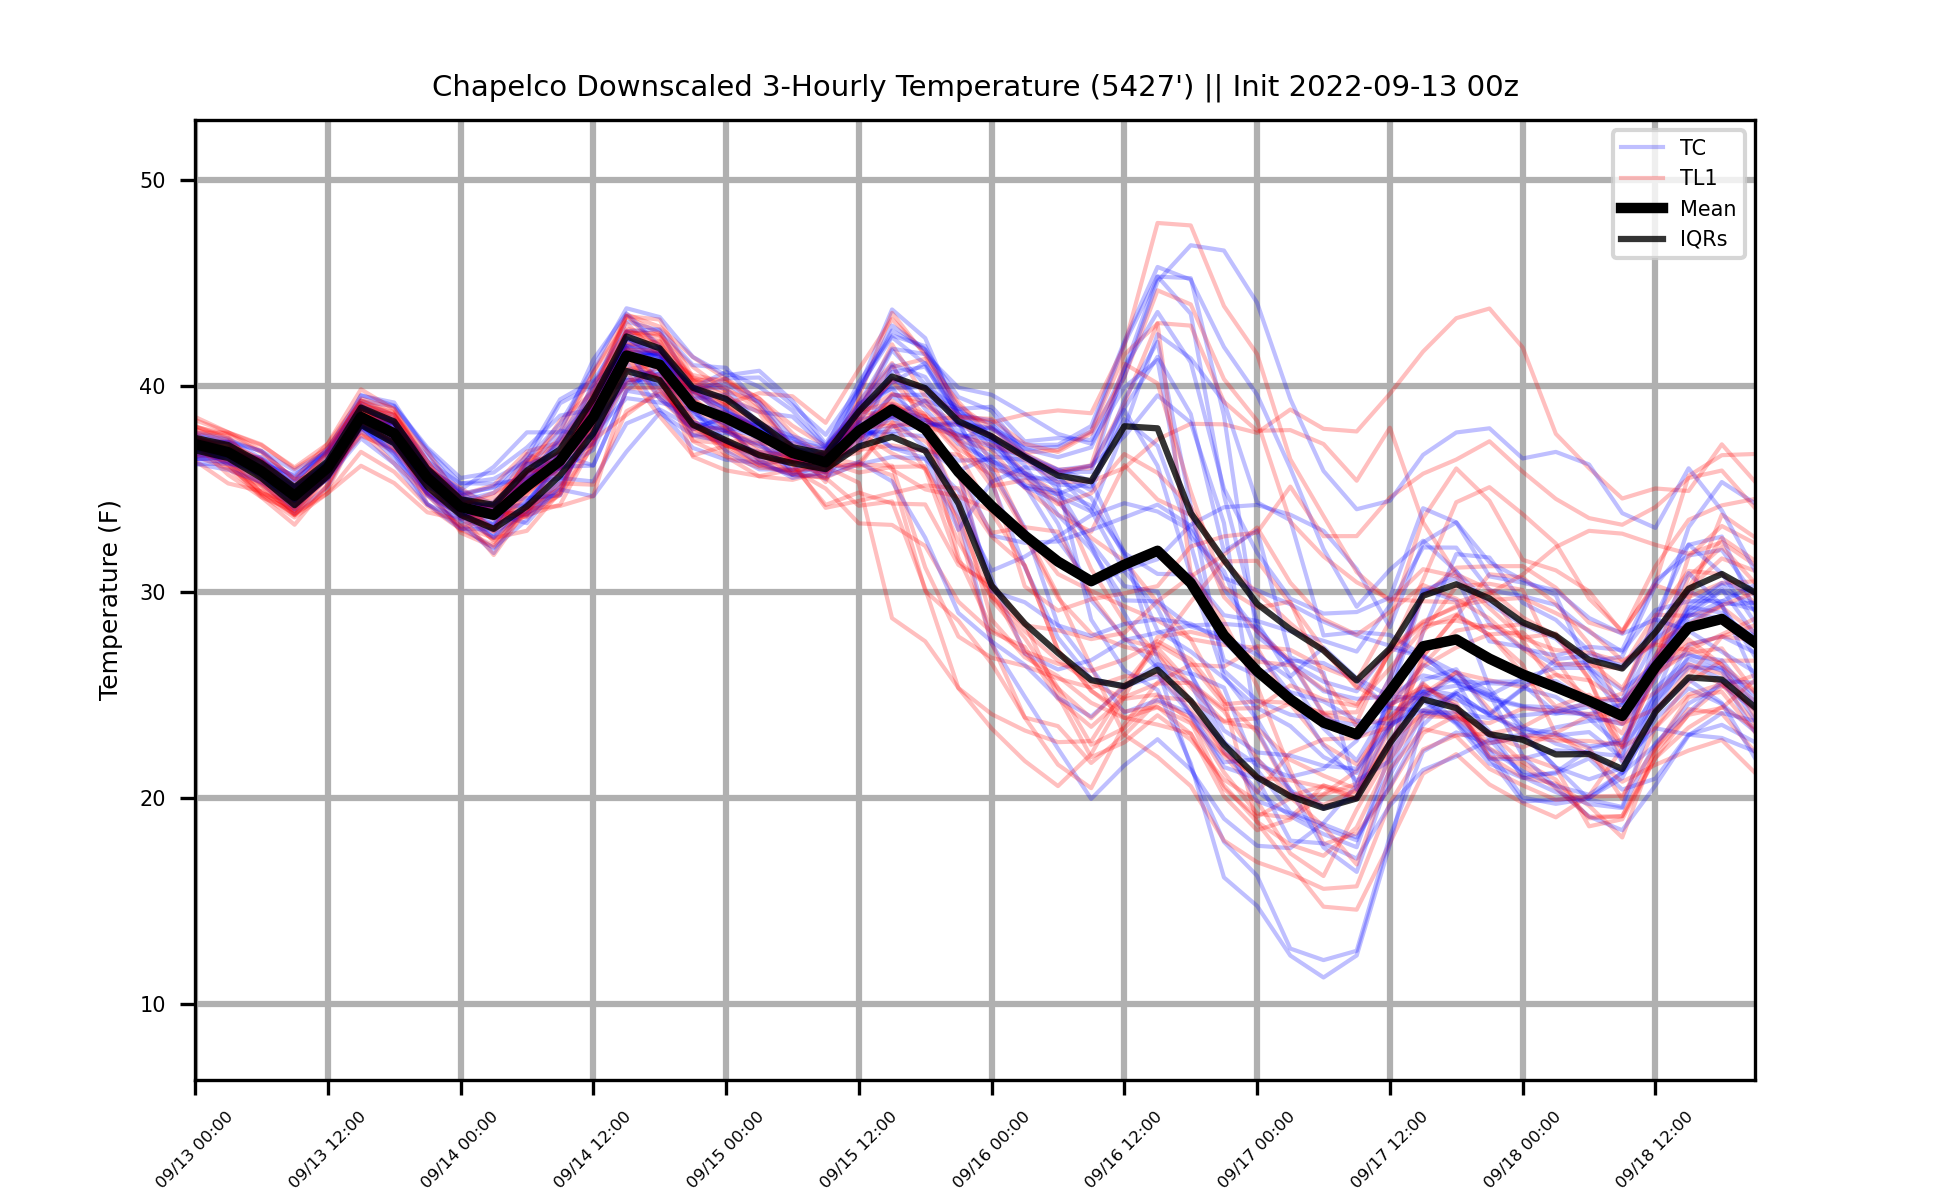 Chapelco Downscaled 3-Hourly Temperature (5427') || Init 2022-09-13 00z
TC
TL1
Mean
IQRs
Temperature (F)
50
40
30
20
10
09/13 00:00
09/13 12:00
09/14 00:00
09/14 12:00
09/15 00:00
09/15 12:00
09/16 00:00
09/16 12:00
09/17 00:00
09/17 12:00
09/18 00:00
09/18 12:00